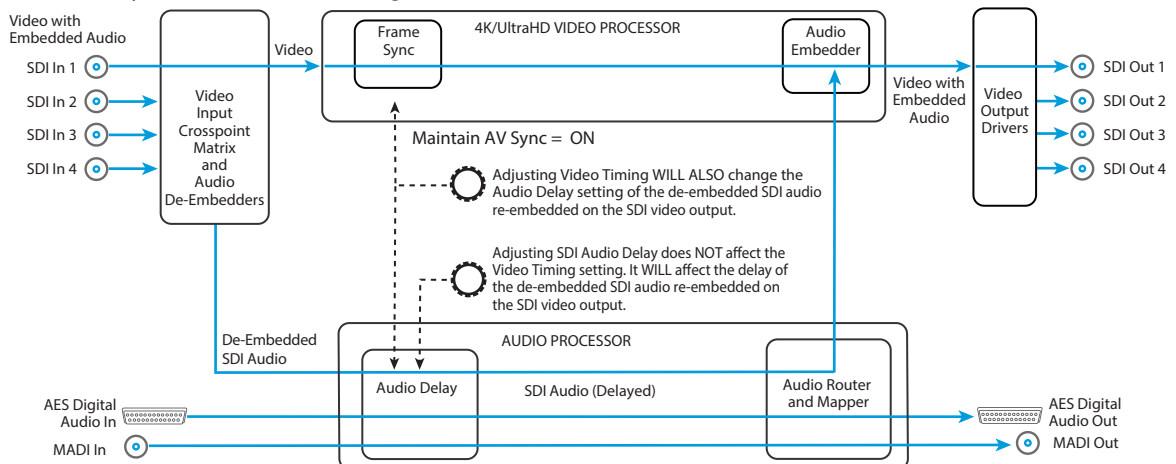 Video with
Embedded Audio
SDI In 1
SDI In 2
SDI In 3
SDI In 4
Video
Input
Crosspoint
Matrix
and
Audio
De-Embedders
Video
Frame
Sync
4K/UltraHD VIDEO PROCESSOR
Audio
Embedder
Video with
Embedded
Audio
Video
Output
Drivers
SDI Out 1
SDI Out 2
SDI Out 3
SDI Out 4
Maintain AV Sync = ON
Adjusting Video Timing WILL ALSO change the
Audio Delay setting of the de-embedded SDI audio
re-embedded on the SDI video output.
Adjusting SDI Audio Delay does NOT affect the
Video Timing setting. It WILL affect the delay of
the de-embedded SDI audio re-embedded on
the SDI video output.
De-Embedded
SDI Audio
AUDIO PROCESSOR
Audio Delay
SDI Audio (Delayed)
Audio Router
and Mapper
AES Digital
Audio In
MADI In
AES Digital
Audio Out
MADI Out